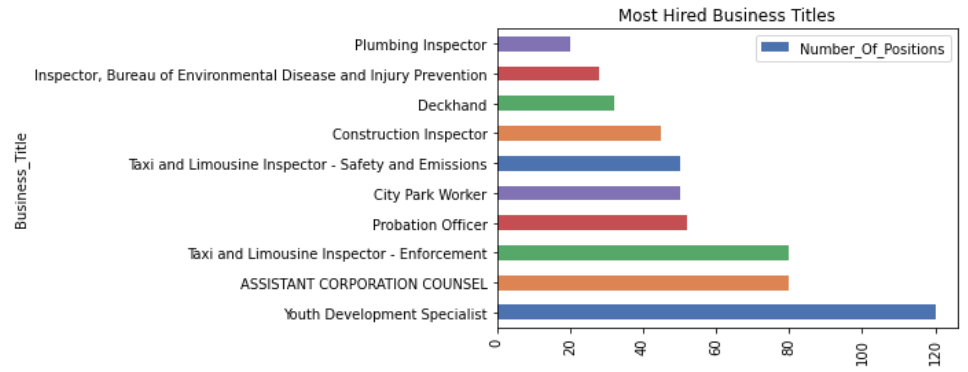 Most Hired Business Titles
Number_Of_Positions
Business_Title
Plumbing Inspector
Inspector, Bureau of Environmental Disease and Injury Prevention
Deckhand
Construction Inspector
Taxi and Limousine Inspector - Safety and Emissions
City Park Worker
Probation Officer
Taxi and Limousine Inspector - Enforcement
ASSISTANT CORPORATION COUNSEL
Youth Development Specialist
0 20 40 60 80 100 120